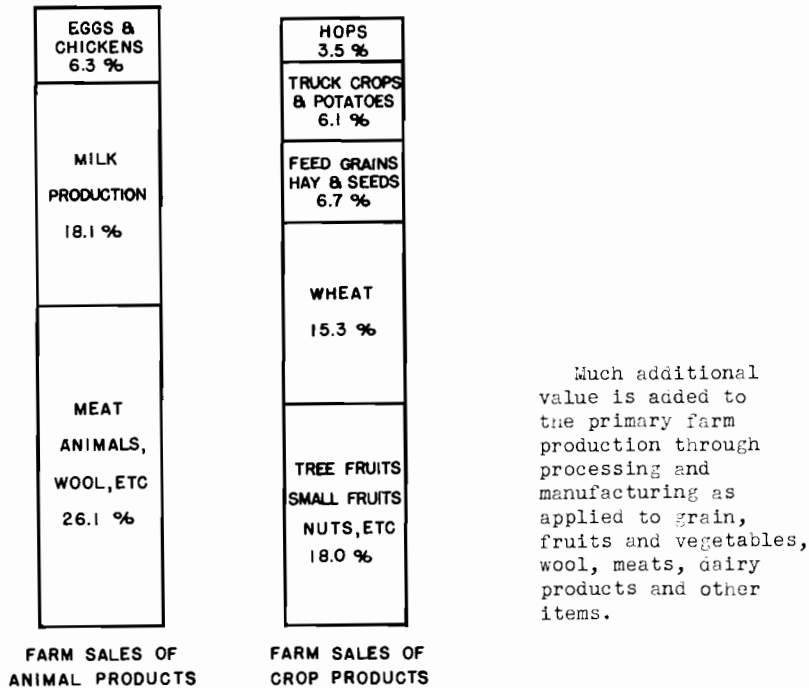 EGGS &
CHICKENS
6.3 %
MILK
PRODUCTION
18.1 %
MEAT
ANIMALS,
WOOL,ETC
26.1 %
FARM SALES OF
ANIMAL PRODUCTS
HOPS
3.5 %
TRUCK CROPS
& POTATOES
6.1 %
FEED GRAINS
HAY & SEEDS
6.7 %
WHEAT
15.3 %
TREE FRUITS
SMALL FRUITS
NUTS,ETC
18.0 %
FARM SALES OF
CROP PRODUCTS
Much additional
value is added to
the primary farm
production through
processing and
manufacturing as
applied to grain,
fruits and vegetables,
wool, meats, dairy
products and other
items.